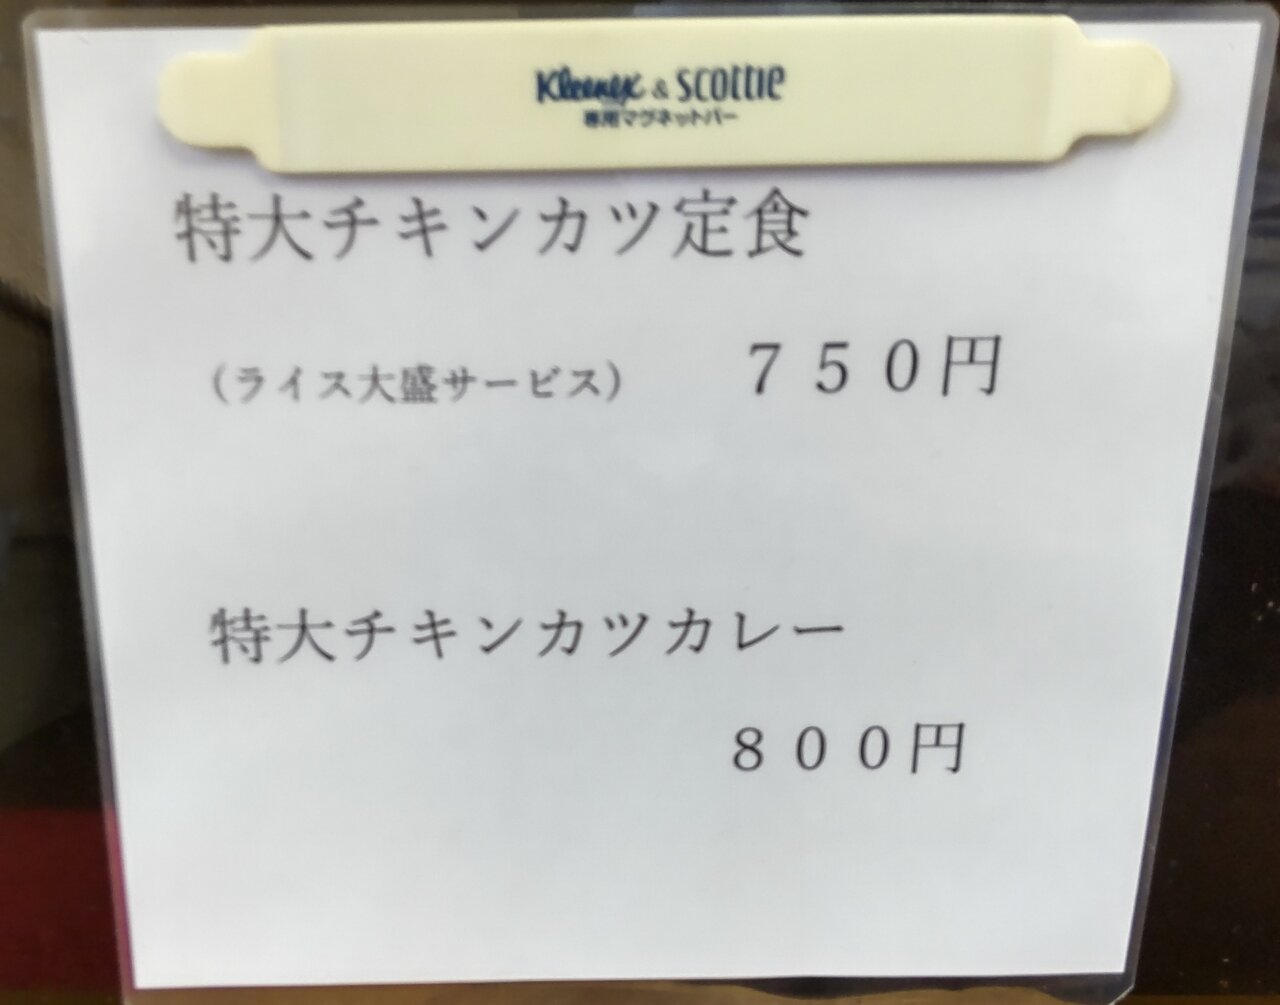 Kleenex & SCOTTIE
専用マグネットバー
特大チキンカツ定食
（ライス大盛サービス）　７５０円
特大チキンカツカレー
８００円